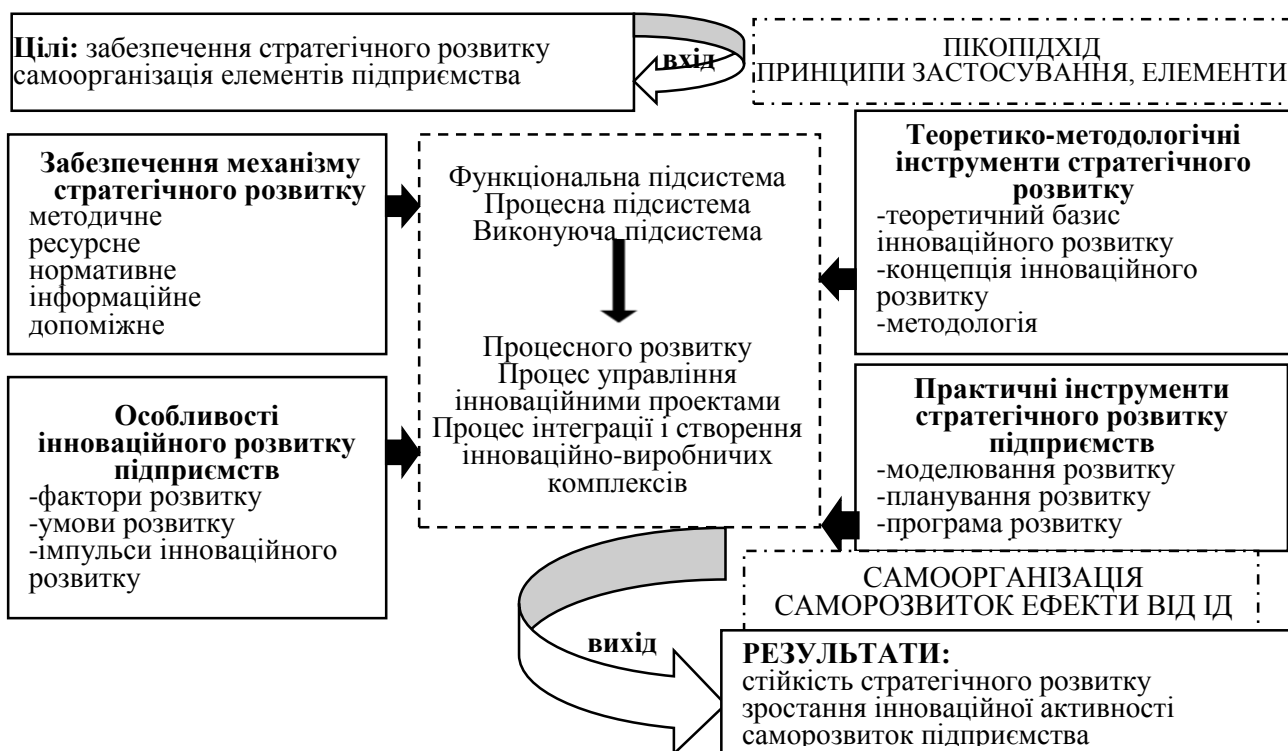 Цілі: забезпечення стратегічного розвитку
самоорганізація елементів підприємства
вхід
ПІКОПІДХІД
ПРИНЦИПИ ЗАСТОСУВАННЯ, ЕЛЕМЕНТИ
Забезпечення механізму
стратегічного розвитку
методичне
ресурсне
нормативне
інформаційне
допоміжне
Функціональна підсистема
Процесна підсистема
Виконуюча підсистема
Процесного розвитку
Процес управління
інноваційними проектами
Процес інтеграції і створення
інноваційно-виробничих
комплексів
Теоретико-методологічні
інструменти стратегічного
розвитку
-теоретичний базис
інноваційного розвитку
-концепція інноваційного
розвитку
-методологія
Особливості
інноваційного розвитку
підприємств
-фактори розвитку
-умови розвитку
-імпульси інноваційного
розвитку
Практичні інструменти
стратегічного розвитку
підприємств
-моделювання розвитку
-планування розвитку
-програма розвитку
САМООРГАНІЗАЦІЯ
САМОРОЗВИТОК ЕФЕКТИ ВІД ІД
вихід
РЕЗУЛЬТАТИ:
стійкість стратегічного розвитку
зростання інноваційної активності
саморозвиток підприємства